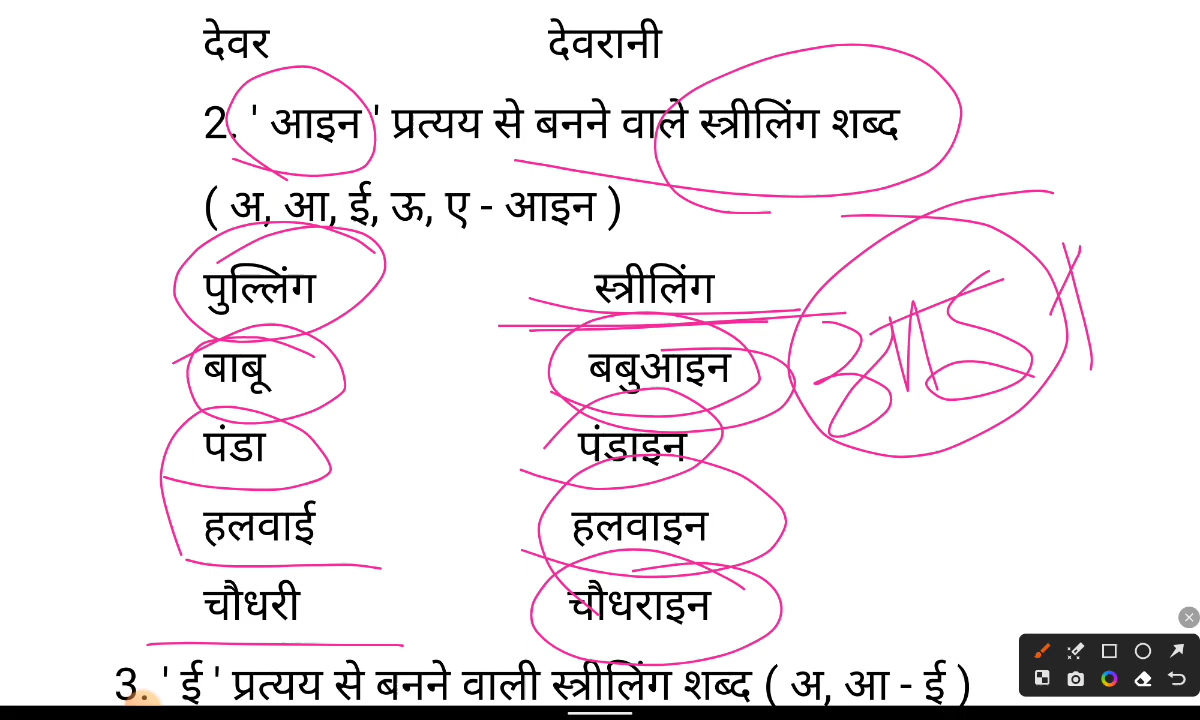 देवर देवरानी
2. ' आइन ' प्रत्यय से बनने वाले स्त्रीलिंग शब्द
( अ, आ, ई, ऊ, ए - आइन )
पुल्लिंग स्त्रीलिंग
बाबू बबुआइन
पंडा पंडाइन
हलवाई हलवाइन
चौधरी चौधराइन
3. ' ई ' प्रत्यय से बनने वाली स्त्रीलिंग शब्द ( अ, आ - ई )